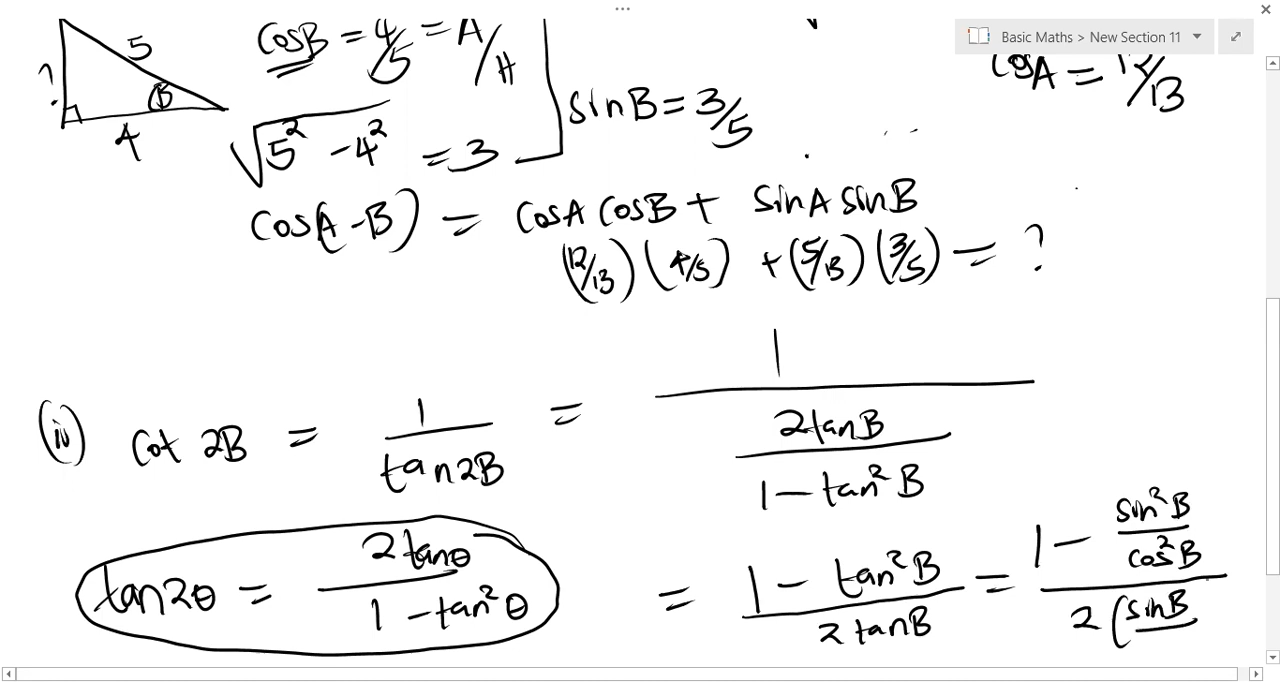 Basic Maths > New Section 11
5
?
B
4
cosB = 4/5 = A/H
√5² - 4² = 3
sinB = 3/5
cosA = 12/13
cos(A - B) = cosA cosB + sinA sinB
(12/13) (4/5) + (5/13) (3/5) = ?
cot 2B = 1/tan2B = 1/(2tanB/1 - tan²B)
tan2θ = 2tanθ/1 - tan²θ
= 1 - tan²B/2 tanB = 1 - sin²B/cos²B / 2 (sinB